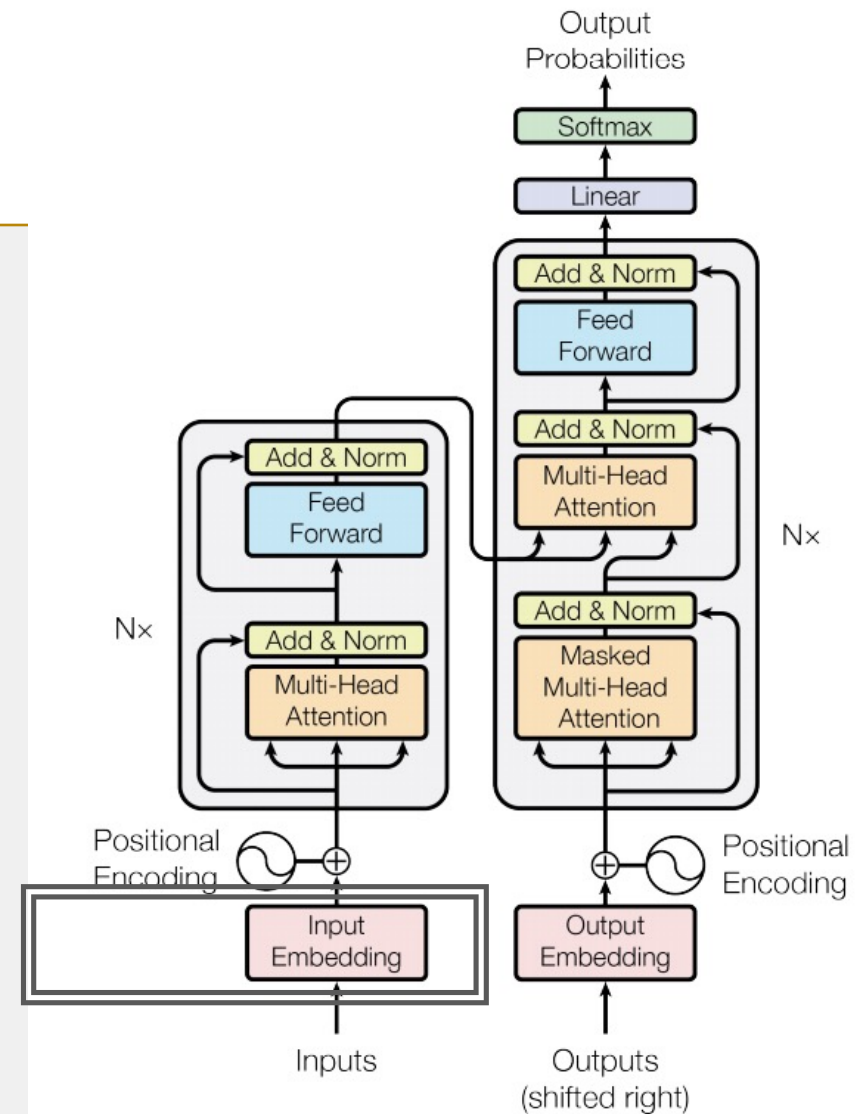 Output
Probabilities
Softmax
Linear
Add & Norm
Feed
Forward
Add & Norm
Multi-Head
Attention
Nx
Add & Norm
Masked
Multi-Head
Attention
Add & Norm
Feed
Forward
Nx
Add & Norm
Multi-Head
Attention
Positional
Encoding
Positional
Encoding
Input
Embedding
Output
Embedding
Inputs
Outputs
(shifted right)